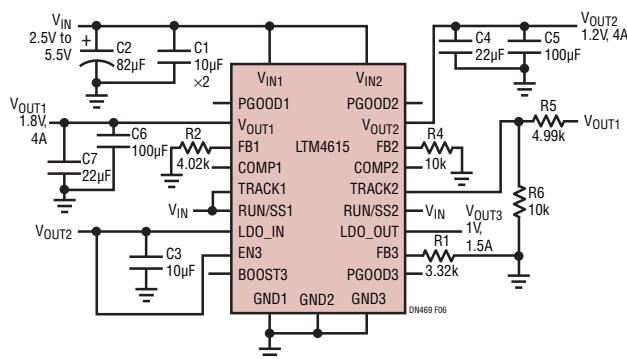 VIN
2.5V to
5.5V
+
C2
82µF
C1
10µF
×2
VOUT2
1.2V, 4A
C4
22µF
C5
100µF
VOUT1
1.8V,
4A
C6
100µF
C7
22µF
R2
4.02k
VIN
VOUT2
C3
10µF
LTM4615
VIN1
VIN2
PGOOD1
PGOOD2
VOUT1
VOUT2
FB1
FB2
COMP1
COMP2
TRACK1
TRACK2
RUN/SS1
RUN/SS2
LDO_IN
LDO_OUT
EN3
FB3
BOOST3
PGOOD3
GND1
GND2
GND3
R4
10k
R5
4.99k
VOUT1
R6
10k
VIN
VOUT3
1V,
1.5A
R1
3.32k
DN469 F06